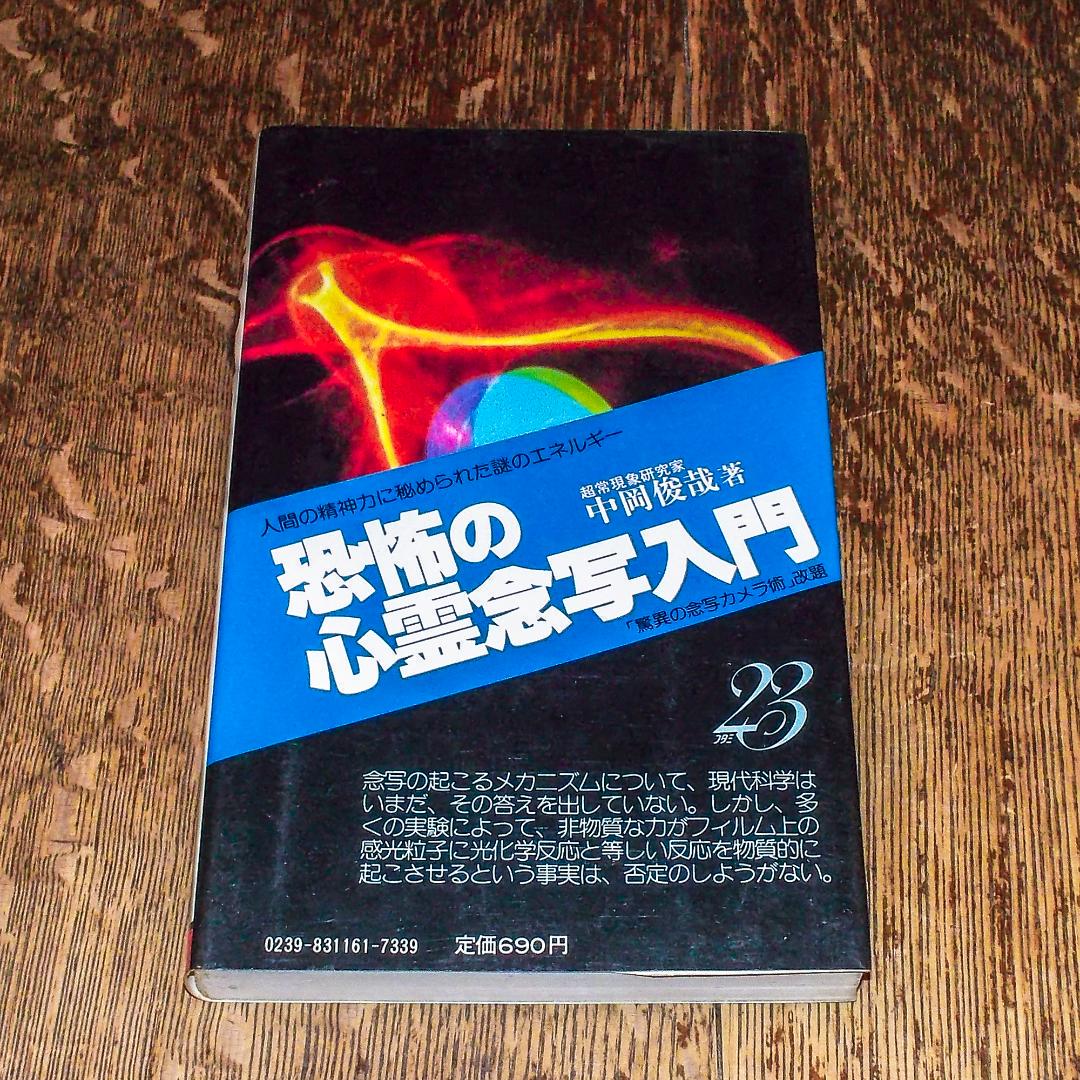 人間の精神力に秘められた謎のエネルギー
超常現象研究家
中岡俊哉著
恐怖の
心霊念写入門
「驚異の念写カメラ術」改題
23
フタミ
念写の起こるメカニズムについて、現代科学は
いまだ、その答えを出していない。しかし、多
くの実験によって、非物質な力がフィルム上の
感光粒子に光化学反応と等しい反応を物質的に
起こさせるという事実は、否定のしようがない。
0239-831161-7339 定価690円